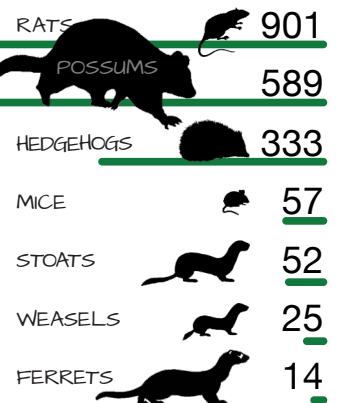 RATS 901
POSSUMS 589
HEDGEHOGS 333
MICE 57
STOATS 52
WEASELS 25
FERRETS 14